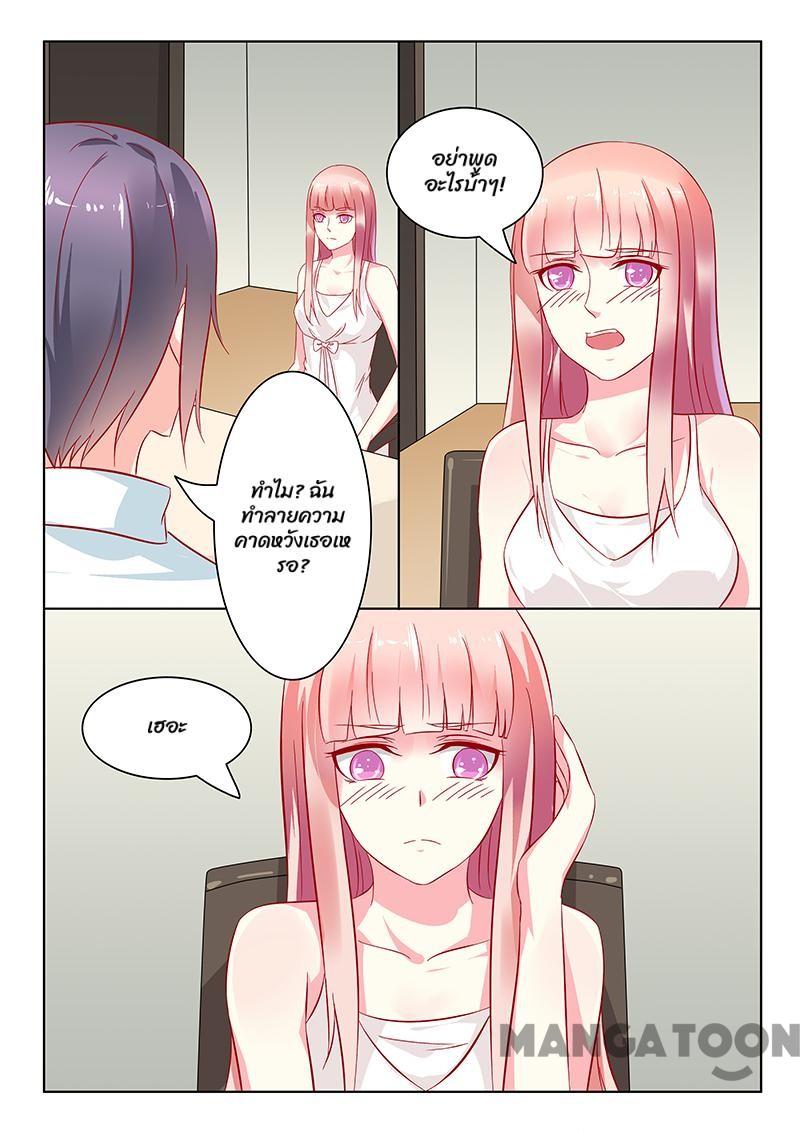 ทำไม? ฉัน
ทำลายความ
คาดหวังเธอเห
รอ?
อย่าพูด
อะไรบ้าๆ!
เฮอะ
MANGATOON